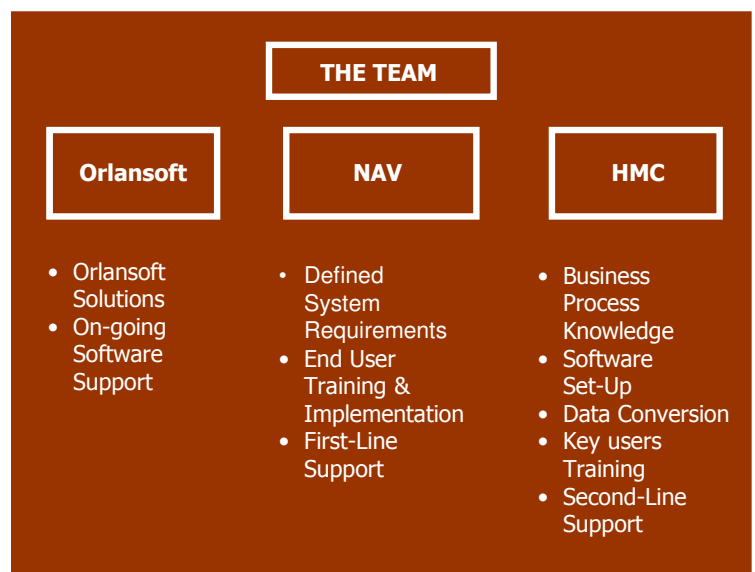 THE TEAM
Orlansoft
NAV
HMC
• Orlansoft
Solutions
• On-going
Software
Support
• Defined
System
Requirements
• End User
Training &
Implementation
• First-Line
Support
• Business
Process
Knowledge
• Software
Set-Up
• Data Conversion
• Key users
Training
• Second-Line
Support